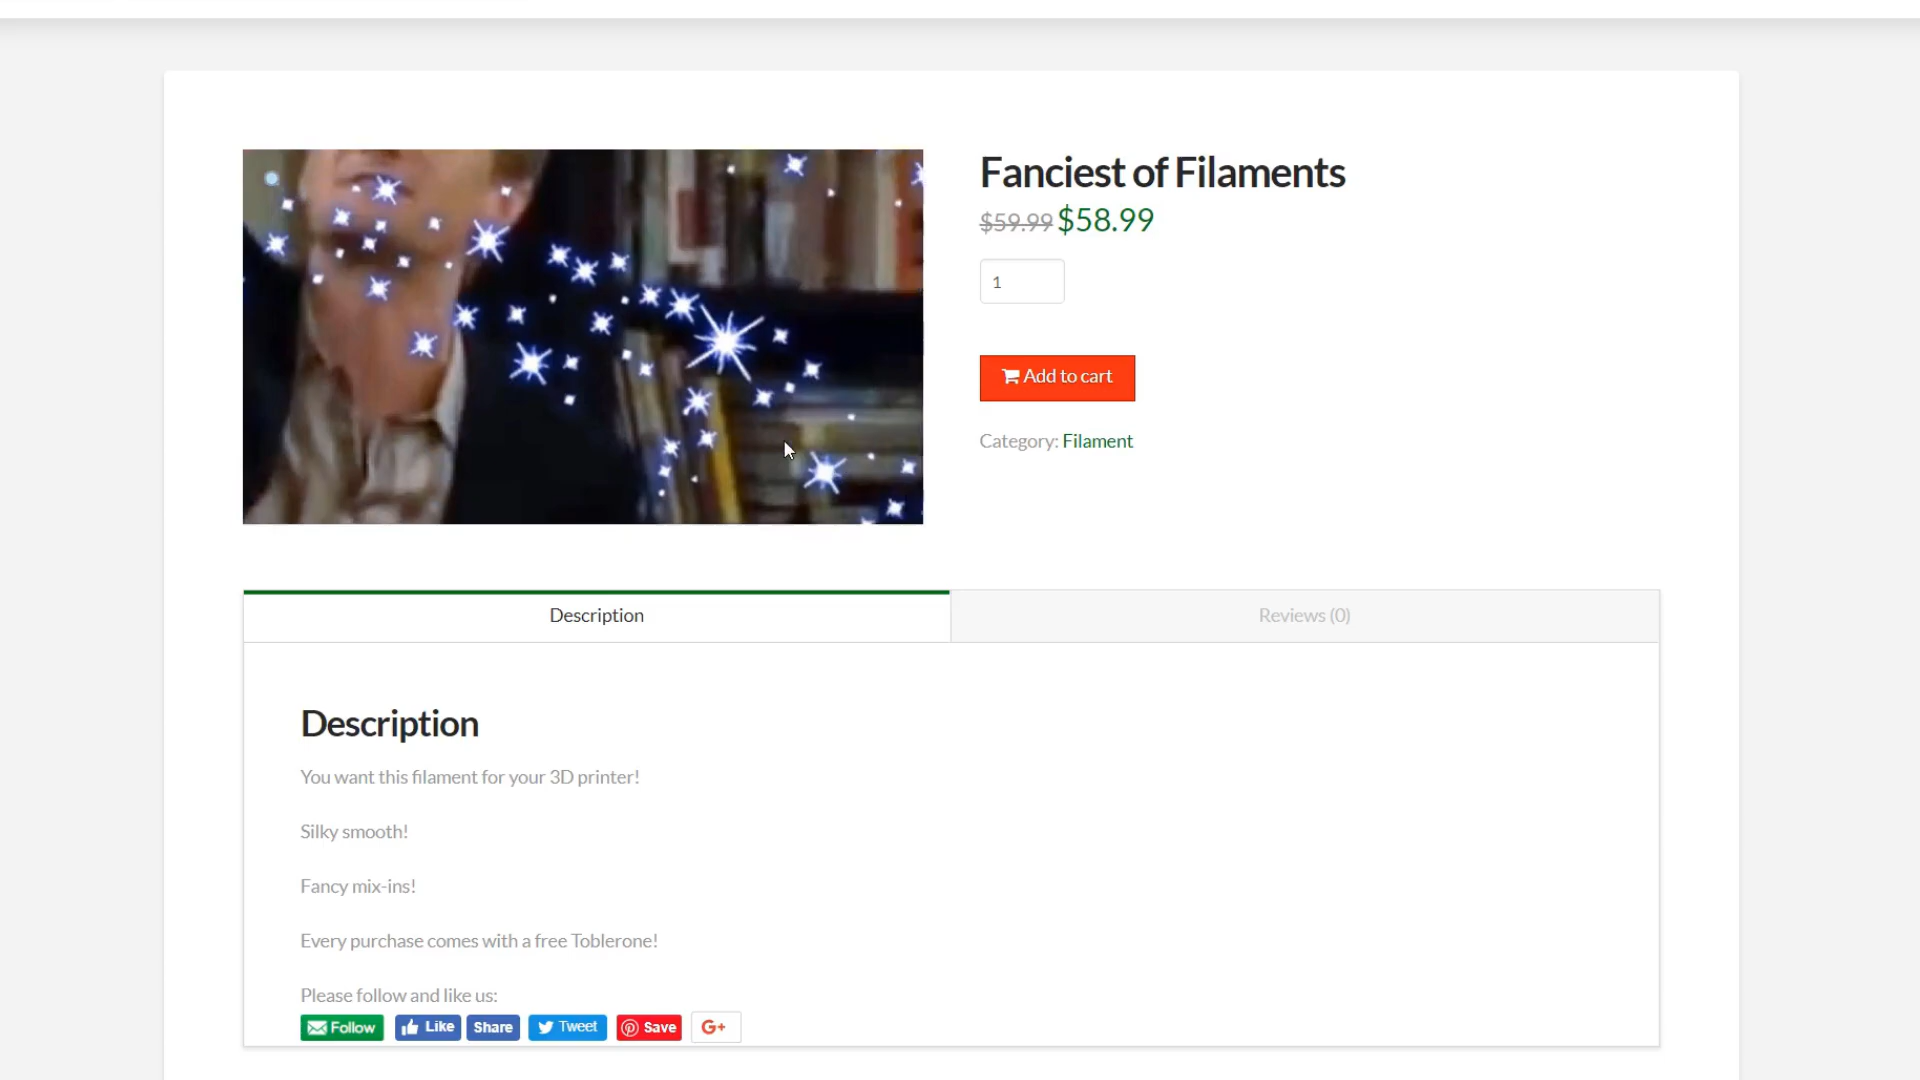 Fanciest of Filaments
$59.99 $58.99
1
Add to cart
Category: Filament
Description
Reviews (0)
Description
You want this filament for your 3D printer!
Silky smooth!
Fancy mix-ins!
Every purchase comes with a free Toblerone!
Please follow and like us:
Follow Like Share Tweet Save G+